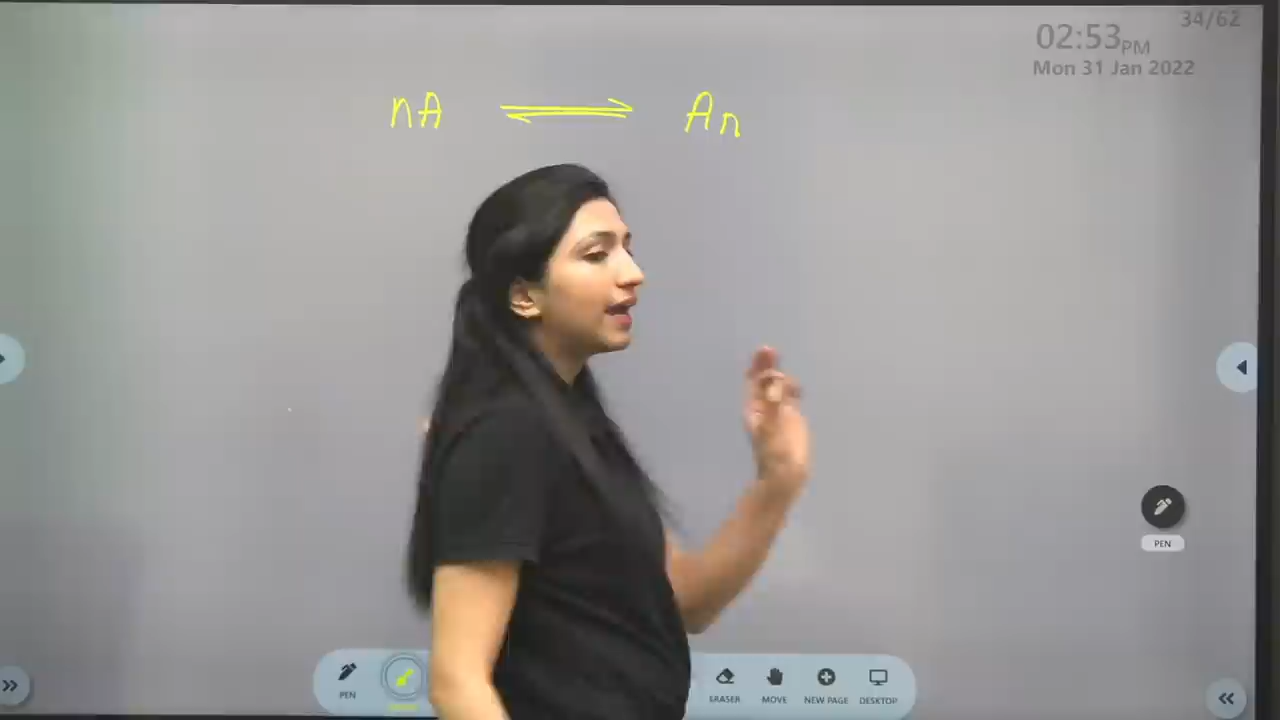 34/62
02:53PM
Mon 31 Jan 2022
nA ⇌ An
PEN
PEN
ERASER
MOVE
NEW PAGE
DESKTOP